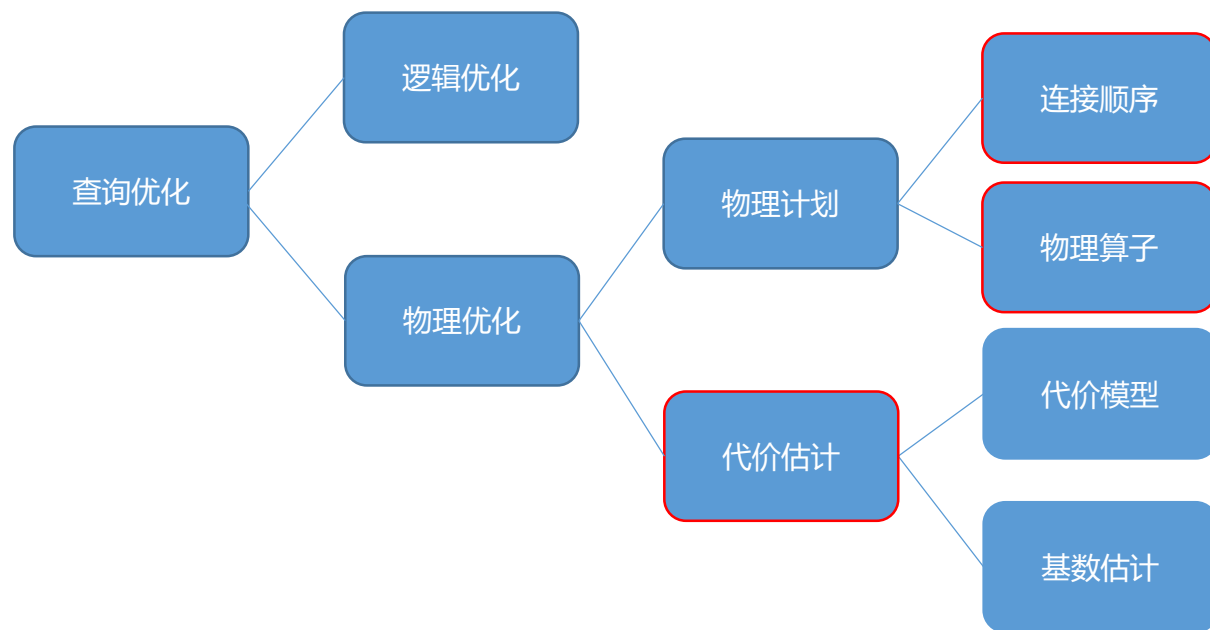 查询优化
逻辑优化
物理优化
物理计划
代价估计
连接顺序
物理算子
代价模型
基数估计